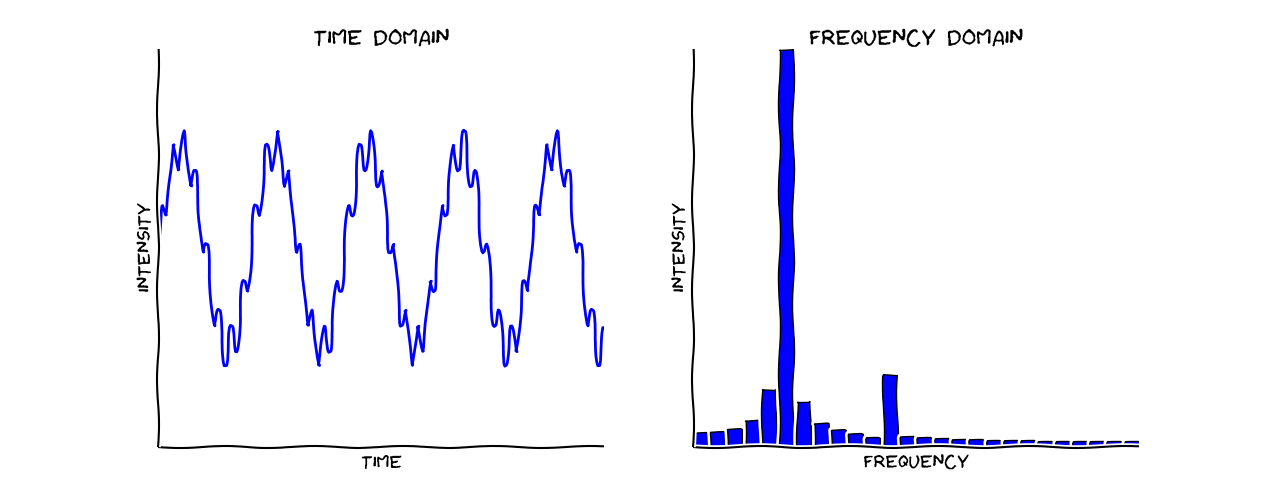 TIME DOMAIN
INTENSITY
TIME
FREQUENCY DOMAIN
INTENSITY
FREQUENCY